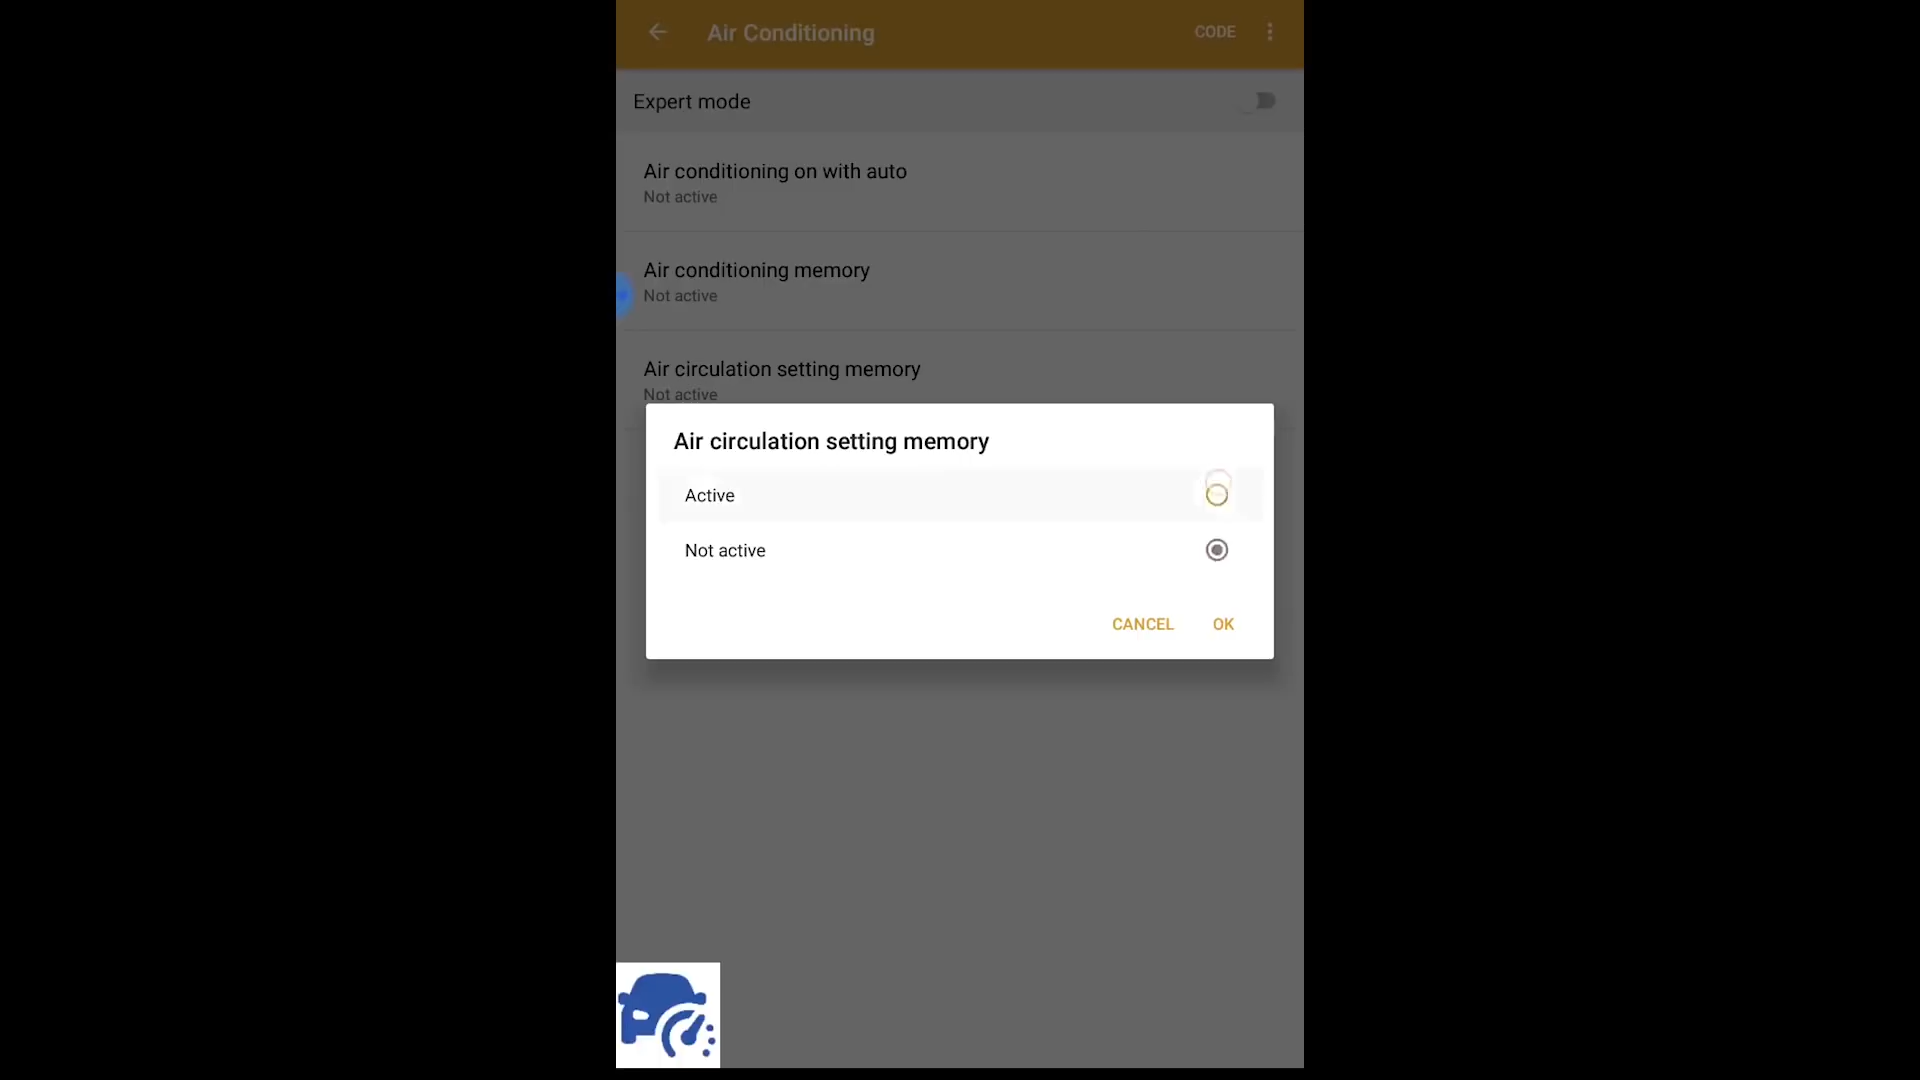 Air Conditioning
CODE
Expert mode
Air conditioning on with auto
Not active
Air conditioning memory
Not active
Air circulation setting memory
Not active
Air circulation setting memory
Active
Not active
CANCEL OK